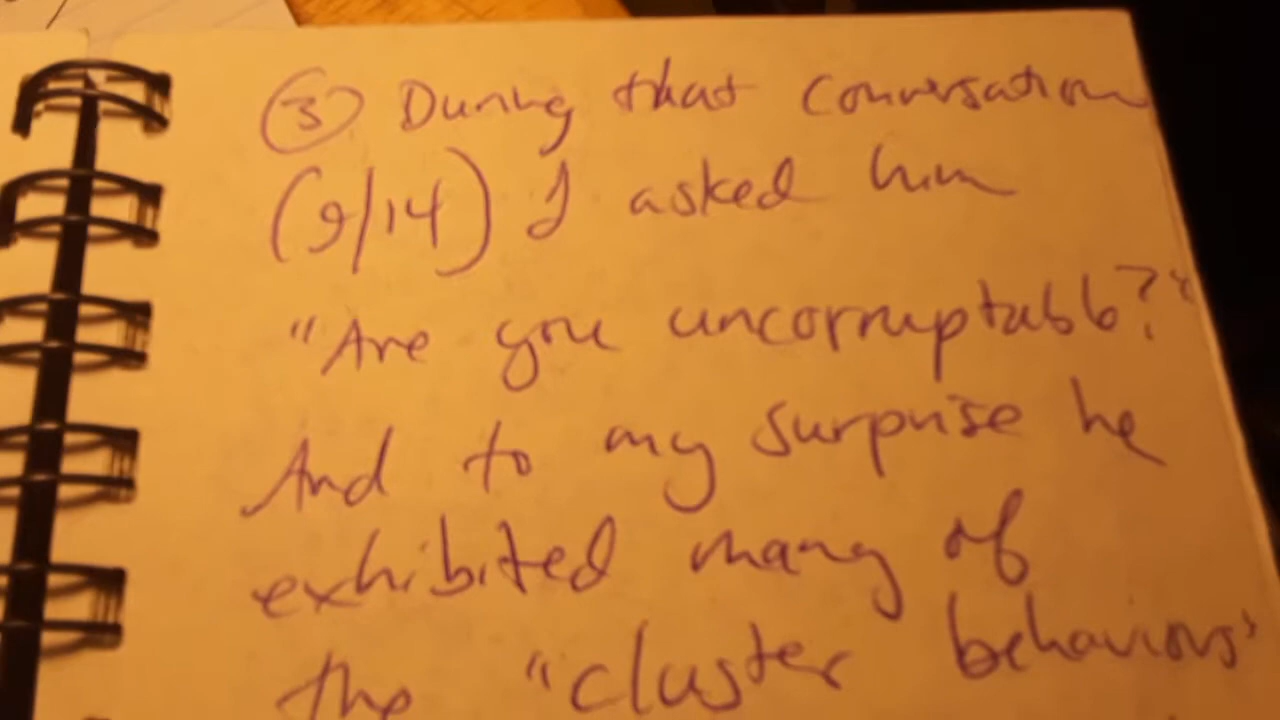 ③ During that conversation
(9/14) I asked him
"Are you uncorruptable?"
And to my surprise he
exhibited many of
the "cluster behaviors"